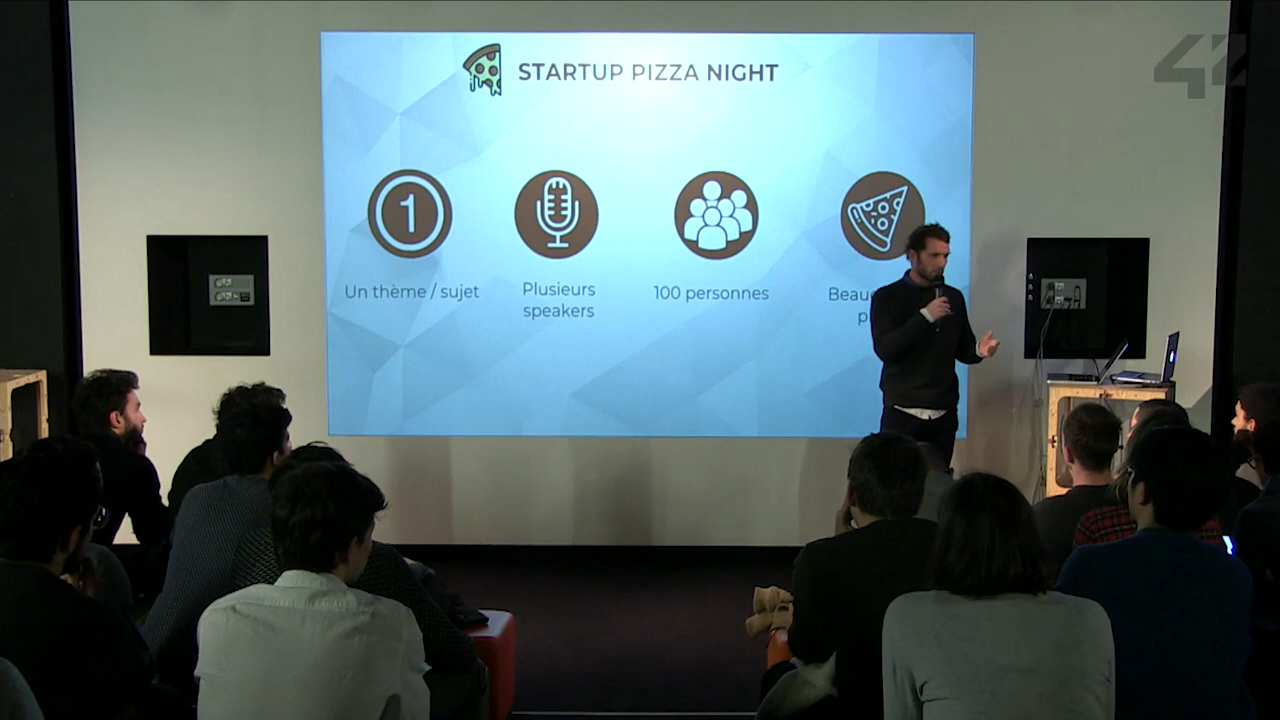 42
STARTUP PIZZA NIGHT
1
Un thème / sujet
Plusieurs
speakers
100 personnes